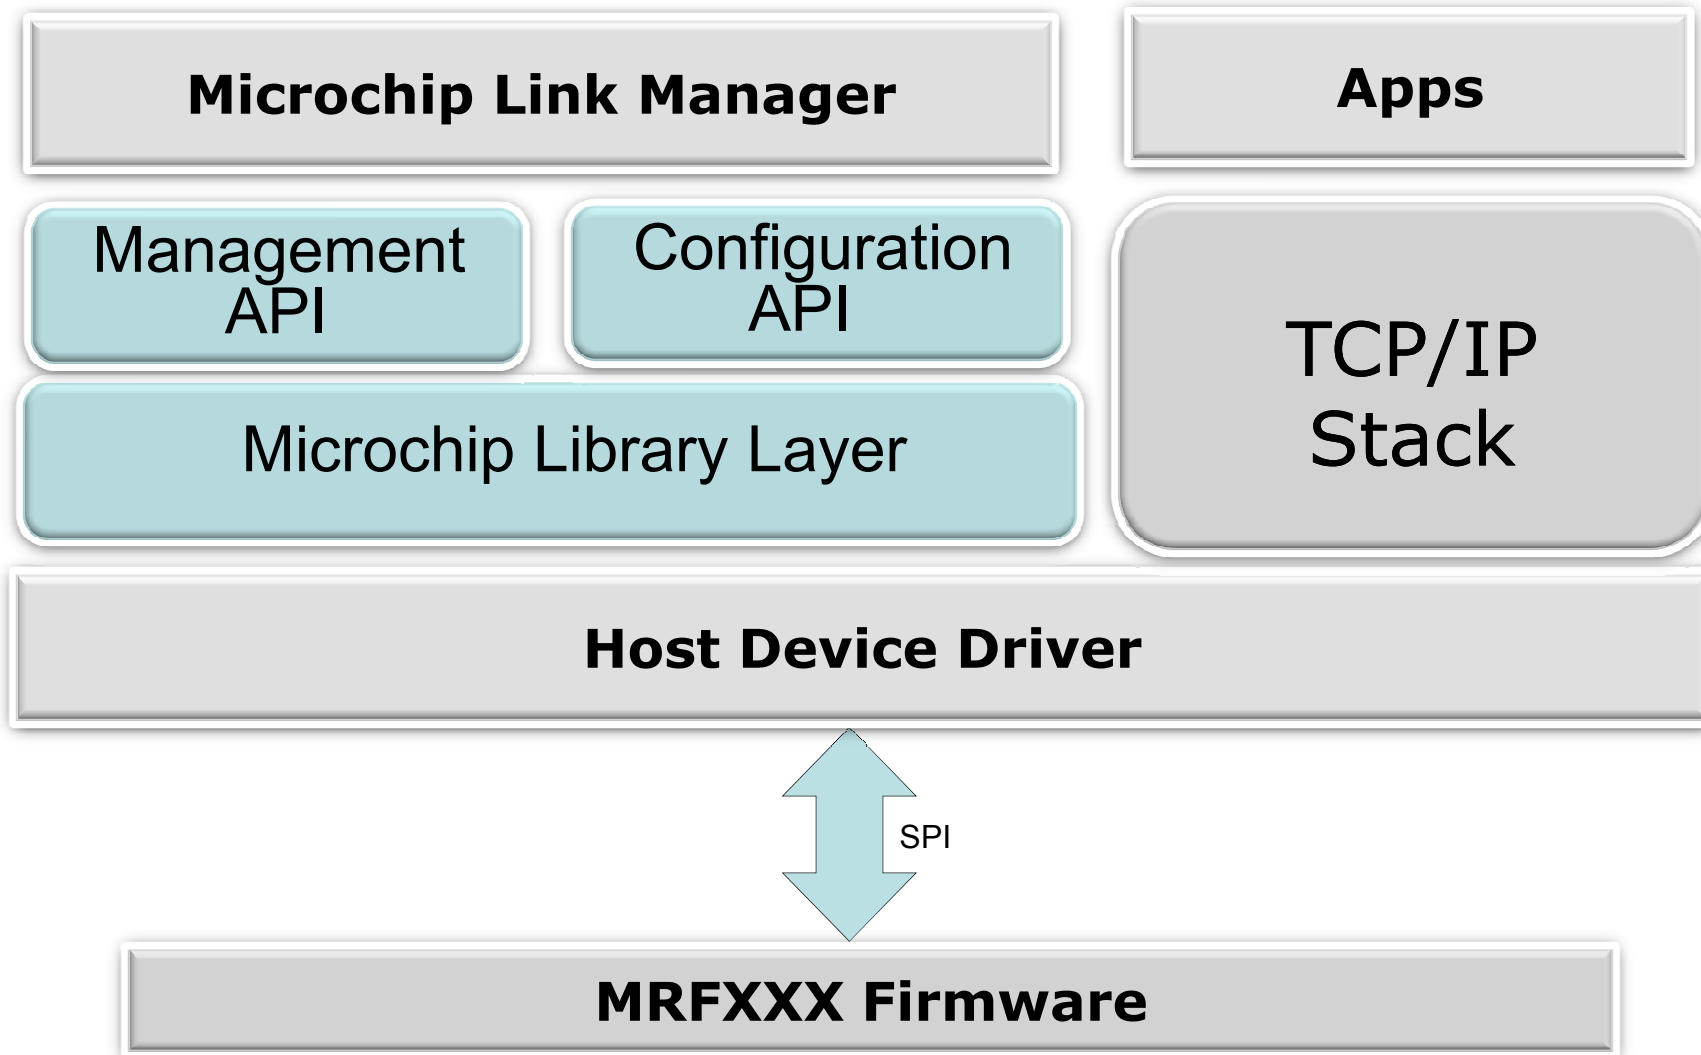 Microchip Link Manager
Apps
Management
API
Configuration
API
TCP/IP
Stack
Microchip Library Layer
Host Device Driver
SPI
MRFXXX Firmware